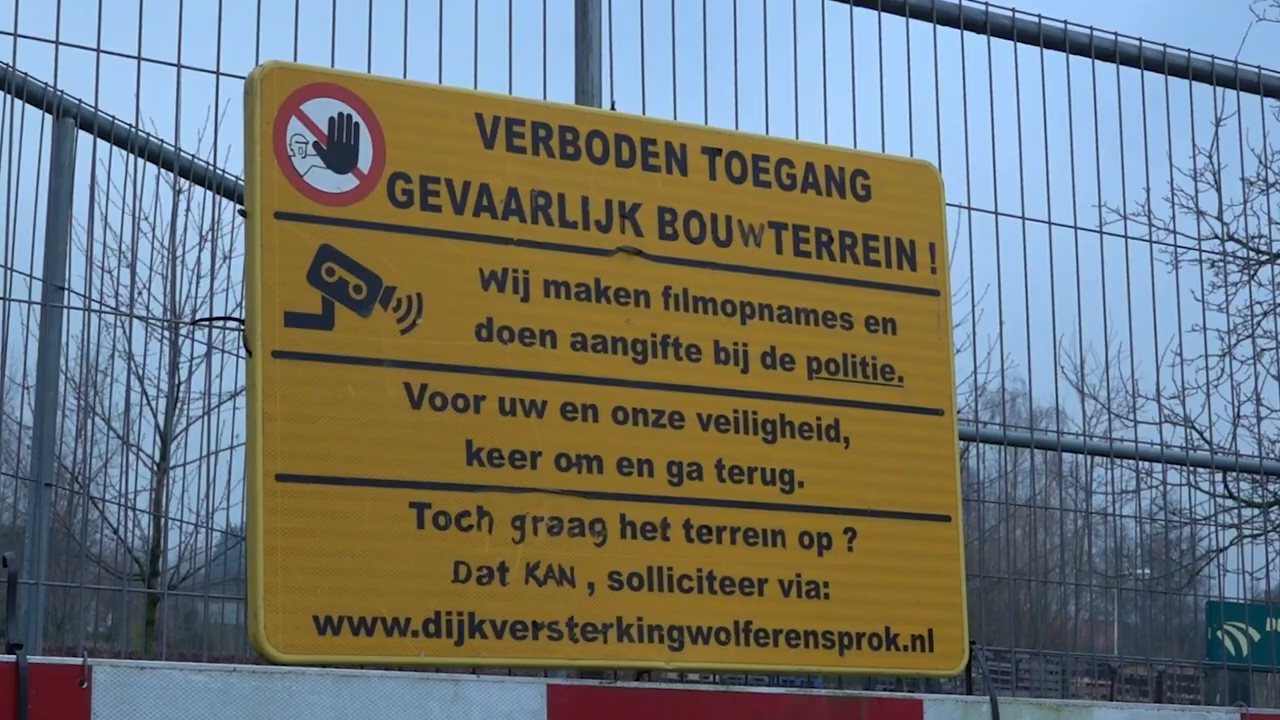 VERBODEN TOEGANG
GEVAARLIJK BOUWTERREIN !
Wij maken filmopnames en
doen aangifte bij de politie.
Voor uw en onze veiligheid,
keer om en ga terug.
Toch graag het terrein op ?
Dat KAN , solliciteer via:
www.dijkversterkingwolferensprok.nl